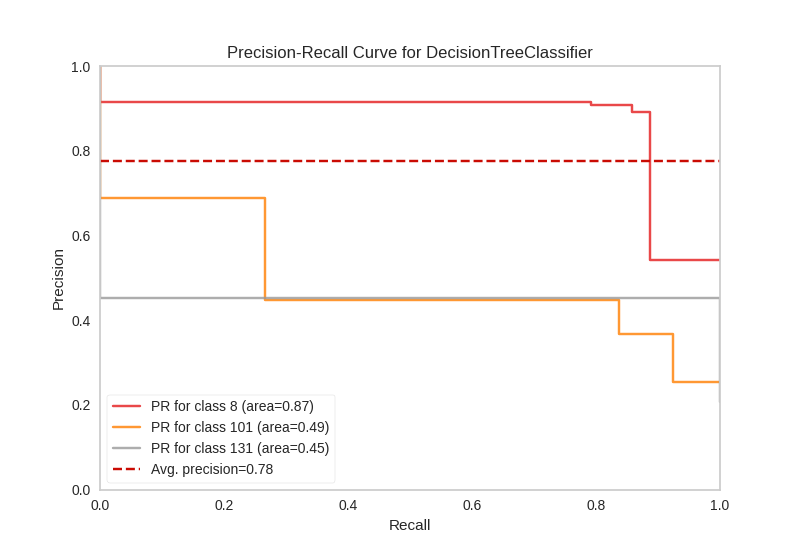 Precision-Recall Curve for DecisionTreeClassifier
1.0
0.8
0.6
0.4
0.2
0.0
Precision
PR for class 8 (area=0.87)
PR for class 101 (area=0.49)
PR for class 131 (area=0.45)
Avg. precision=0.78
0.0 0.2 0.4 0.6 0.8 1.0
Recall